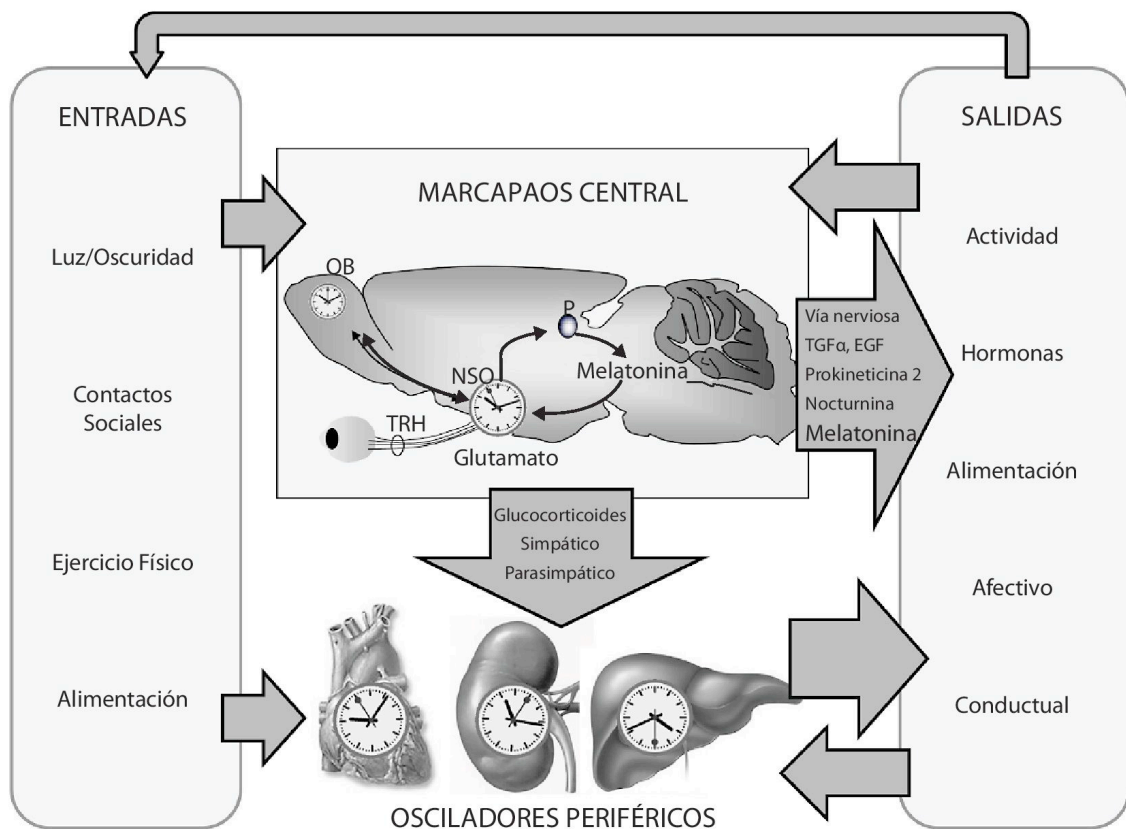 ENTRADAS
Luz/Oscuridad
Contactos
Sociales
Ejercicio Físico
Alimentación
MARCAPAOS CENTRAL
OB
P
NSQ
Melatonina
TRH
Glutamato
Glucocorticoides
Simpático
Parasimpático
OSCILADORES PERIFÉRICOS
Vía nerviosa
TGFα, EGF
Prokineticina 2
Nocturnina
Melatonina
SALIDAS
Actividad
Hormonas
Alimentación
Afectivo
Conductual